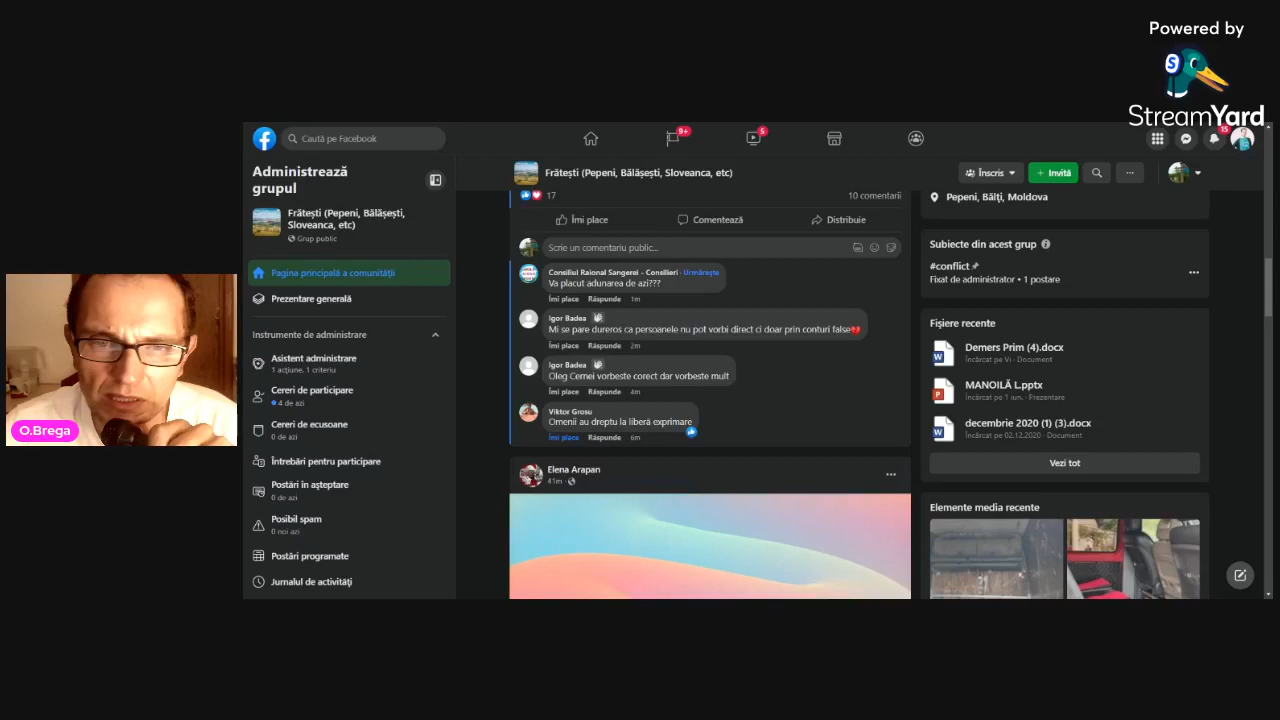 Powered by
StreamYard
Caută pe Facebook
9+
5
15
Administrează
grupul
Frătești (Pepeni, Bălășești,
Sloveanca, etc)
Grup public
Pagina principală a comunității
Prezentare generală
Instrumente de administrare
Asistent administrare
1 acțiune, 1 criteriu
Cereri de participare
4 de azi
Cereri de ecusoane
0 de azi
Întrebări pentru participare
Postări în așteptare
0 de azi
Posibil spam
0 noi azi
Postări programate
Jurnalul de activități
Frătești (Pepeni, Bălășești, Sloveanca, etc)
Înscris
+ Invită
17
10 comentarii
Îmi place
Comentează
Distribuie
Scrie un comentariu public...
Consiliul Raional Sangerei - Consilieri · Urmărește
Va placut adunarea de azi???
Îmi place Răspunde 1m
Igor Badea
Mi se pare dureros ca persoanele nu pot vorbi direct ci doar prin conturi false💔
Îmi place Răspunde 2m
Igor Badea
Oleg Cernei vorbeste corect dar vorbeste mult
Îmi place Răspunde 4m
Viktor Grosu
Omenii au dreptu la liberă exprimare
Îmi place Răspunde 6m
Elena Arapan
41m ·
Pepeni, Bălți, Moldova
Subiecte din acest grup
#conflict
Fixat de administrator • 1 postare
Fișiere recente
Demers Prim (4).docx
Încărcat pe Vi · Document
MANOILĂ L.pptx
Încărcat pe 1 iun. · Prezentare
decembrie 2020 (1) (3).docx
Încărcat pe 02.12.2020 · Document
Vezi tot
Elemente media recente
O.Brega